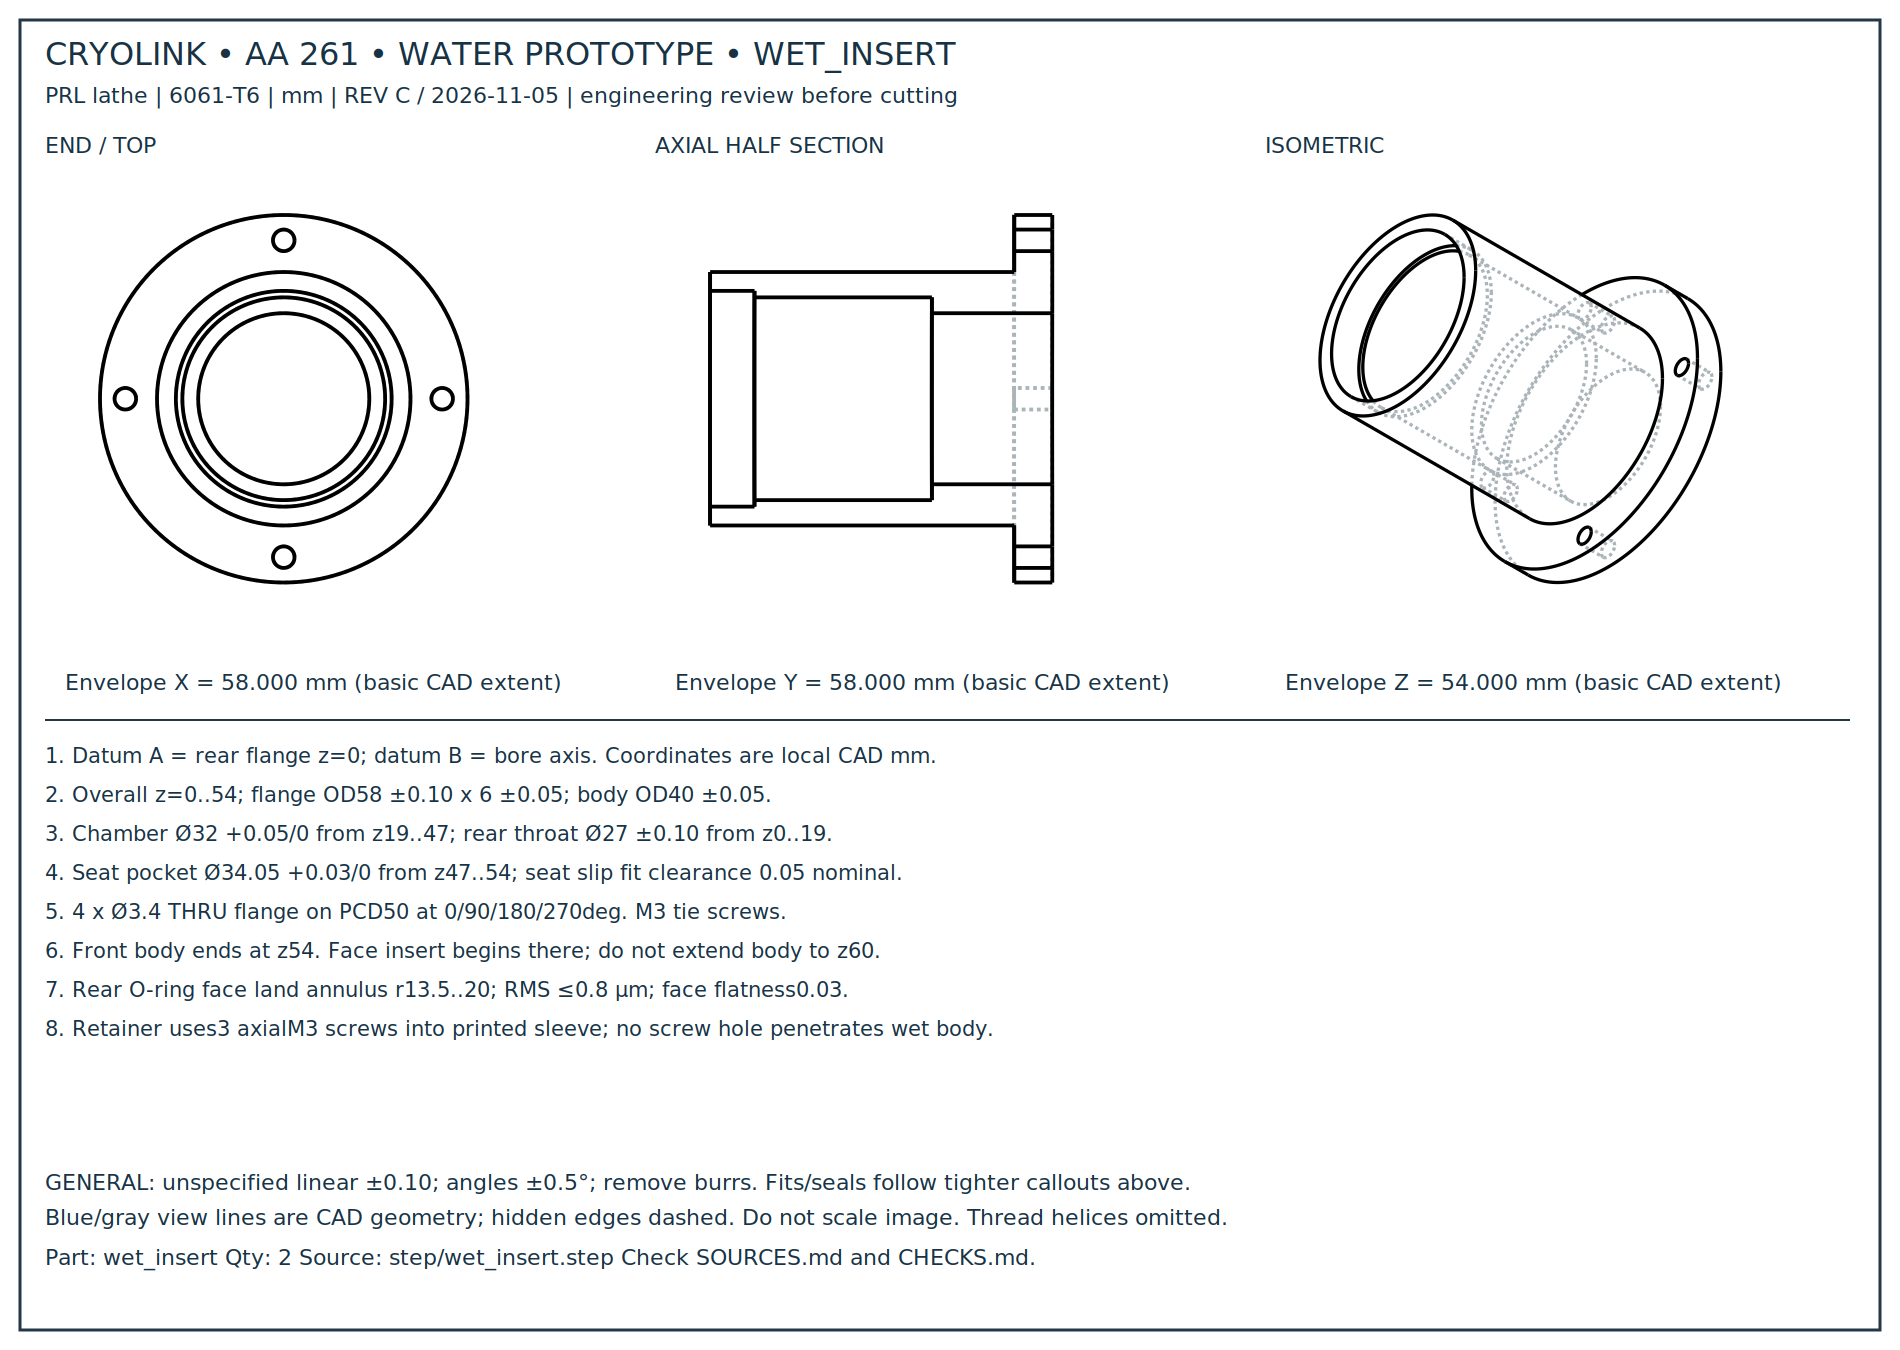 CRYOLINK • AA 261 • WATER PROTOTYPE • WET_INSERT
PRL lathe | 6061-T6 | mm | REV C / 2026-11-05 | engineering review before cutting
END / TOP
AXIAL HALF SECTION
ISOMETRIC
Envelope X = 58.000 mm (basic CAD extent)
Envelope Y = 58.000 mm (basic CAD extent)
Envelope Z = 54.000 mm (basic CAD extent)
1. Datum A = rear flange z=0; datum B = bore axis. Coordinates are local CAD mm.
2. Overall z=0..54; flange OD58 ±0.10 x 6 ±0.05; body OD40 ±0.05.
3. Chamber Ø32 +0.05/0 from z19..47; rear throat Ø27 ±0.10 from z0..19.
4. Seat pocket Ø34.05 +0.03/0 from z47..54; seat slip fit clearance 0.05 nominal.
5. 4 x Ø3.4 THRU flange on PCD50 at 0/90/180/270deg. M3 tie screws.
6. Front body ends at z54. Face insert begins there; do not extend body to z60.
7. Rear O-ring face land annulus r13.5..20; RMS ≤0.8 µm; face flatness0.03.
8. Retainer uses3 axialM3 screws into printed sleeve; no screw hole penetrates wet body.
GENERAL: unspecified linear ±0.10; angles ±0.5°; remove burrs. Fits/seals follow tighter callouts above.
Blue/gray view lines are CAD geometry; hidden edges dashed. Do not scale image. Thread helices omitted.
Part: wet_insert Qty: 2 Source: step/wet_insert.step Check SOURCES.md and CHECKS.md.